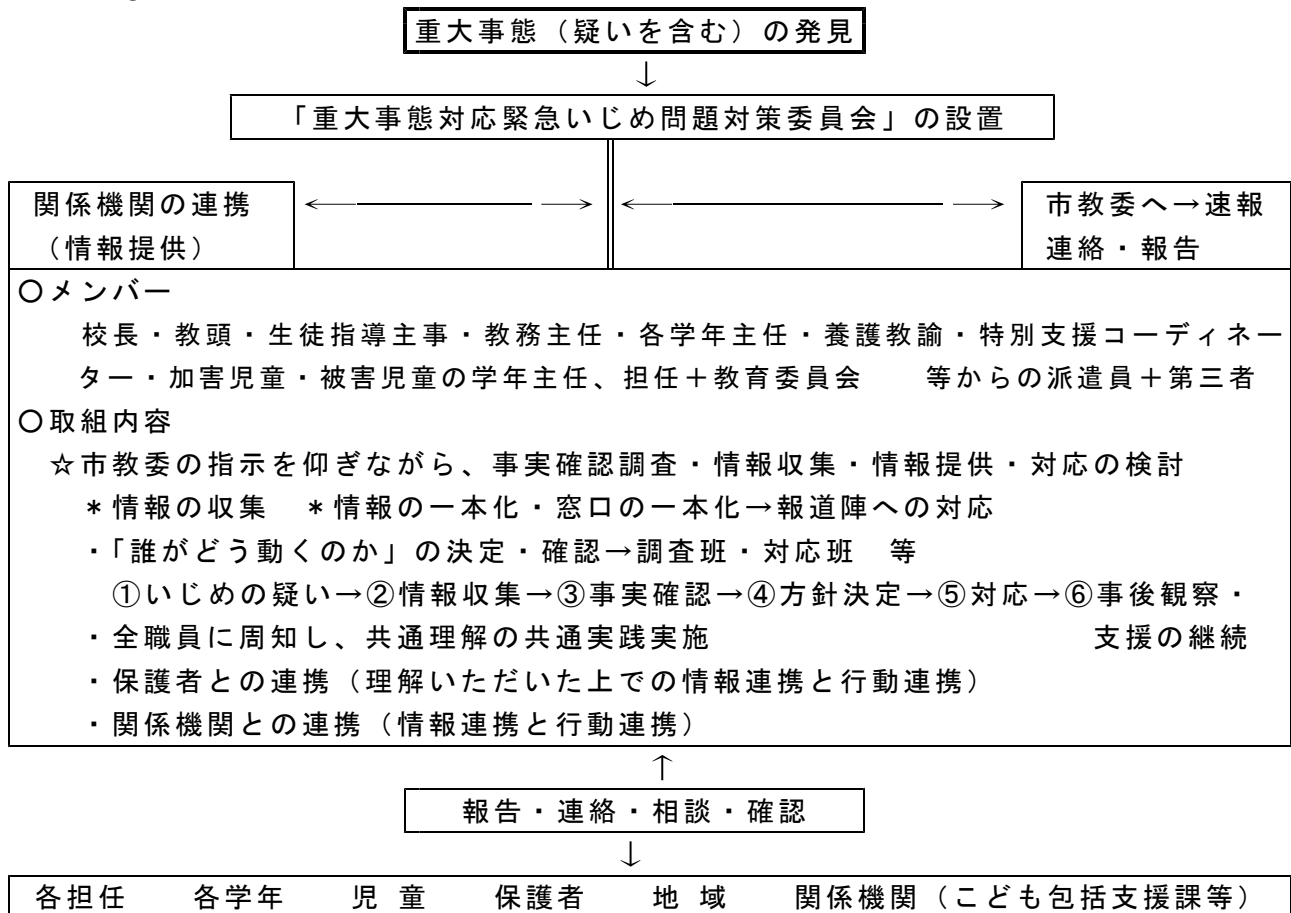 重大事態（疑いを含む）の発見
↓
「重大事態対応緊急いじめ問題対策委員会」の設置
関係機関の連携
（情報提供）
市教委へ→速報
連絡・報告
○メンバー
校長・教頭・生徒指導主事・教務主任・各学年主任・養護教諭・特別支援コーディネー
ター・加害児童・被害児童の学年主任、担任＋教育委員会　　等からの派遣員＋第三者
○取組内容
☆市教委の指示を仰ぎながら、事実確認調査・情報収集・情報提供・対応の検討
＊情報の収集　＊情報の一本化・窓口の一本化→報道陣への対応
・「誰がどう動くのか」の決定・確認→調査班・対応班　等
①いじめの疑い→②情報収集→③事実確認→④方針決定→⑤対応→⑥事後観察・
・全職員に周知し、共通理解の共通実践実施　　支援の継続
・保護者との連携（理解いただいた上での情報連携と行動連携）
・関係機関との連携（情報連携と行動連携）
↑
報告・連絡・相談・確認
↓
各担任　各学年　児童　保護者　地域　関係機関（こども包括支援課等）